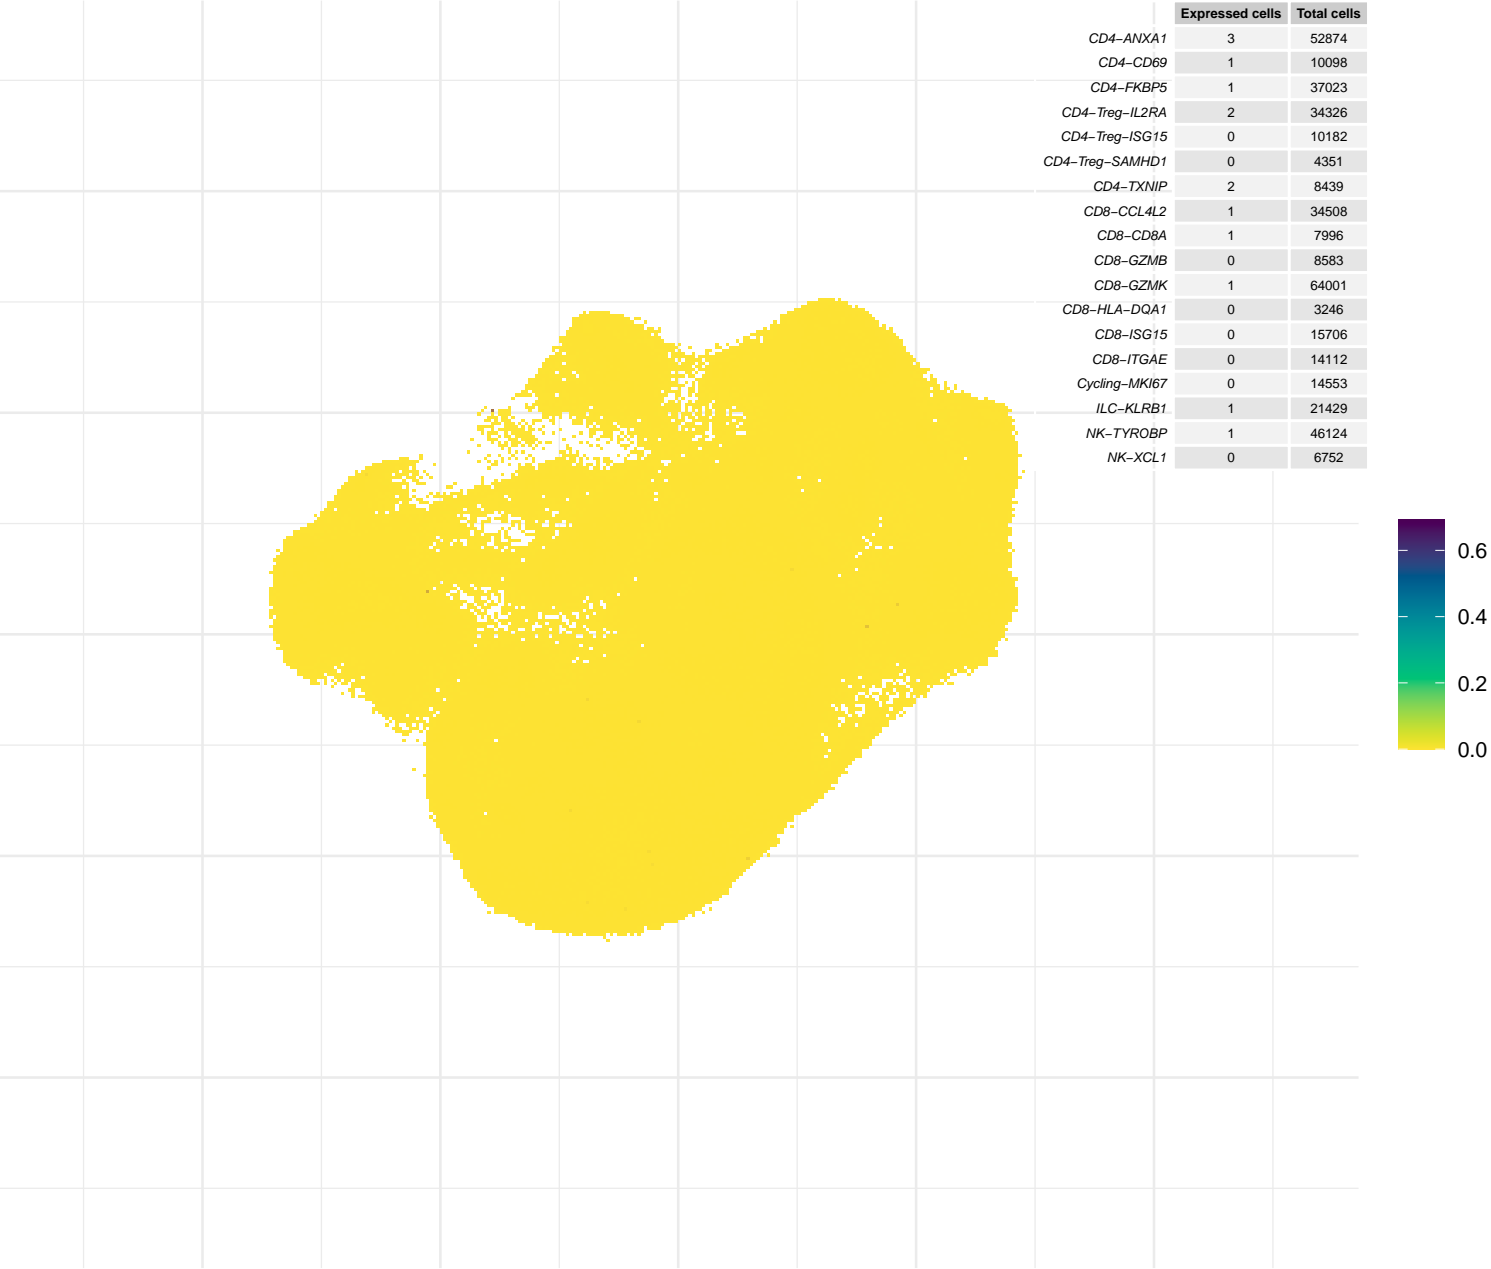 Expressed cells Total cells
CD4−ANXA1 3 52874
CD4−CD69 1 10098
CD4−FKBP5 1 37023
CD4−Treg−IL2RA 2 34326
CD4−Treg−ISG15 0 10182
CD4−Treg−SAMHD1 0 4351
CD4−TXNIP 2 8439
CD8−CCL4L2 1 34508
CD8−CD8A 1 7996
CD8−GZMB 0 8583
CD8−GZMK 1 64001
CD8−HLA−DQA1 0 3246
CD8−ISG15 0 15706
CD8−ITGAE 0 14112
Cycling−MKI67 0 14553
ILC−KLRB1 1 21429
NK−TYROBP 1 46124
NK−XCL1 0 6752
0.6
0.4
0.2
0.0